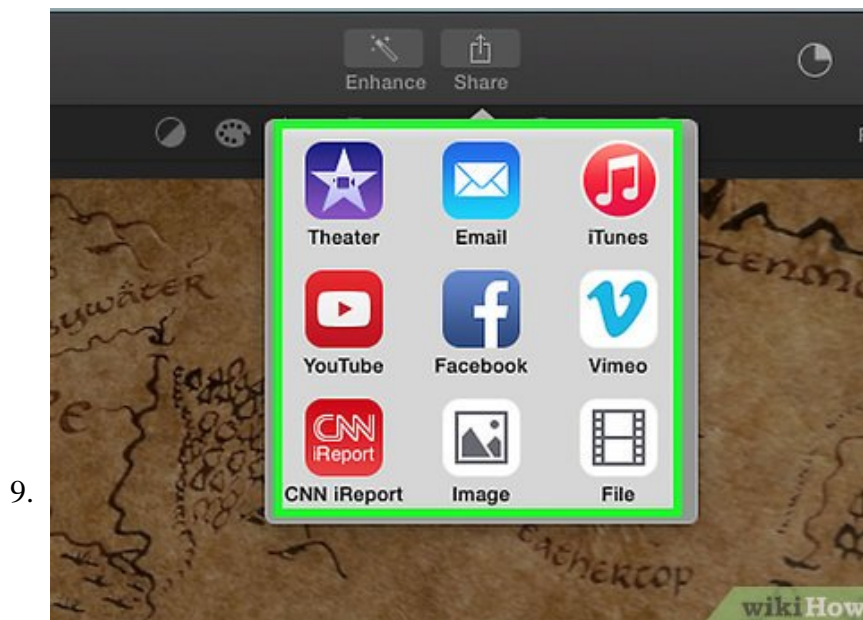 Enhance Share
Theater Email iTunes
YouTube Facebook Vimeo
CNN
iReport
CNN iReport Image File
9.
wikiHow